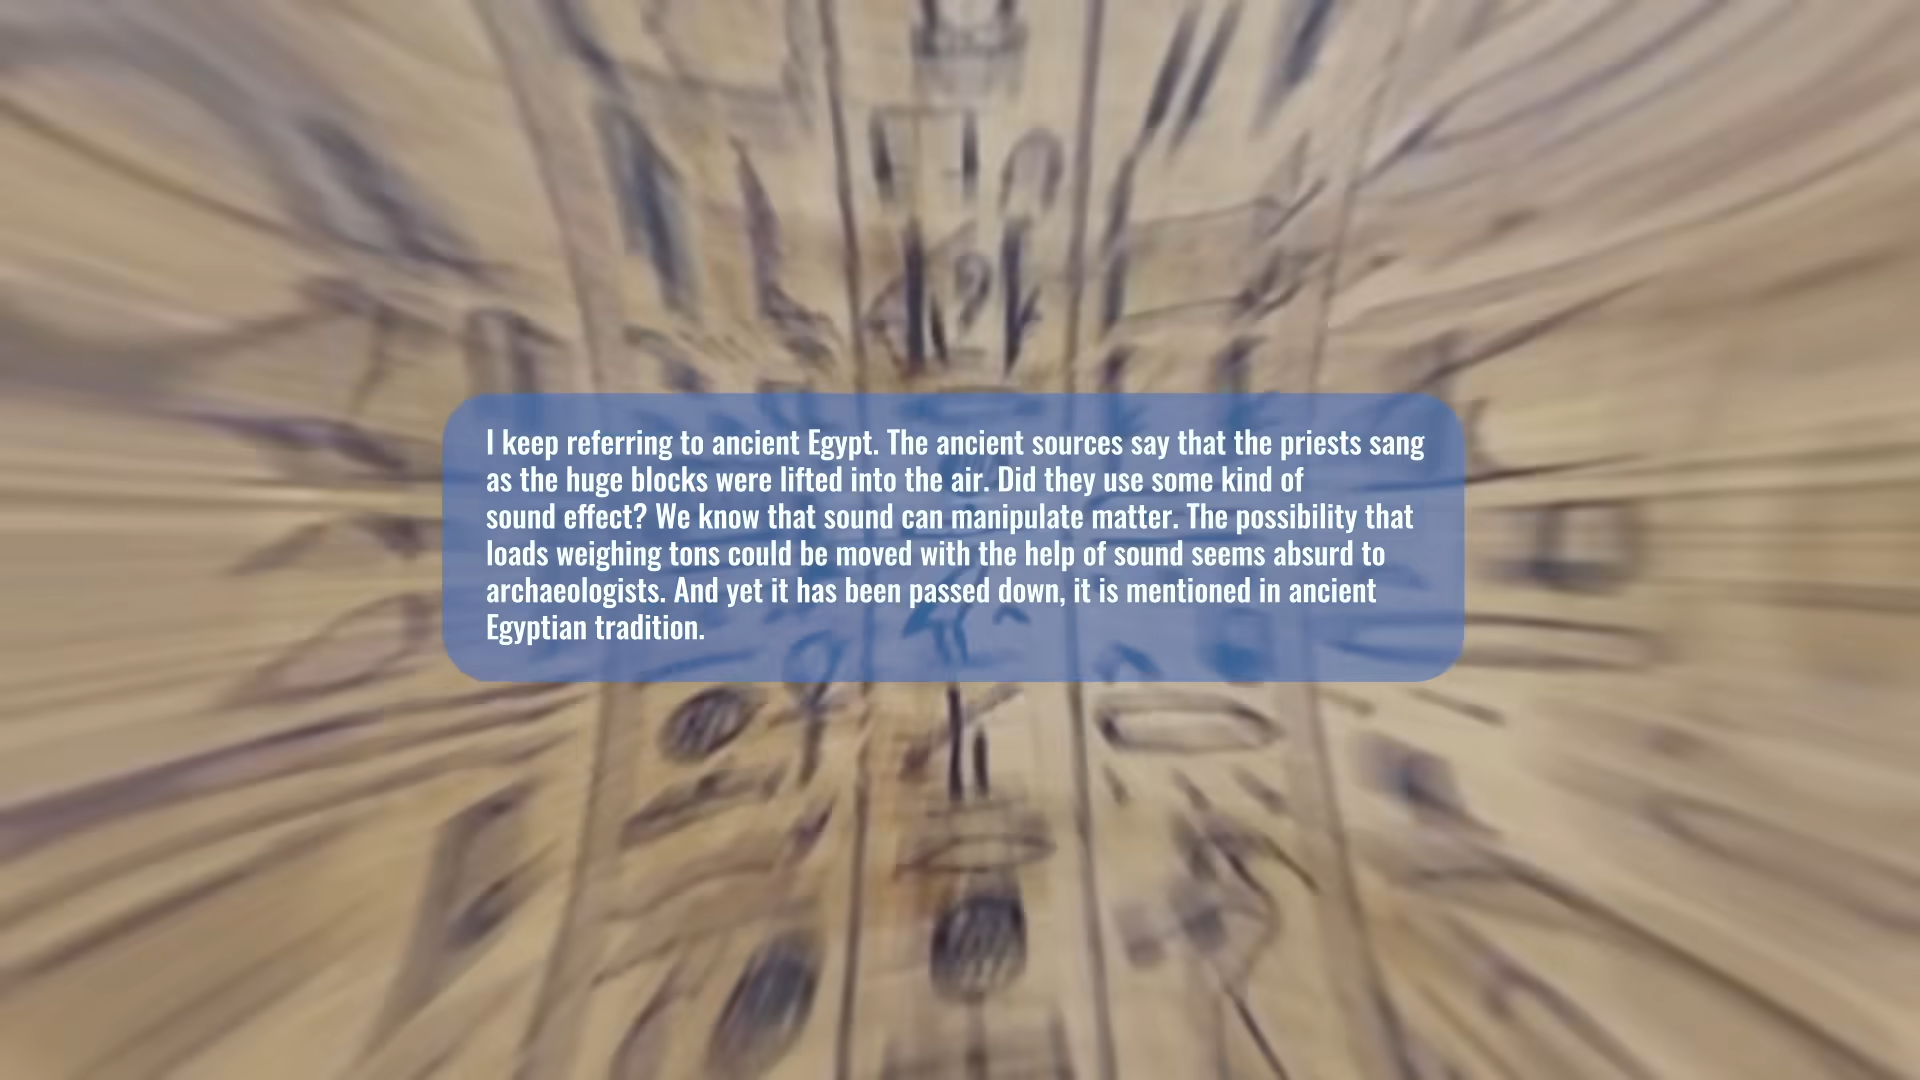 I keep referring to ancient Egypt. The ancient sources say that the priests sang
as the huge blocks were lifted into the air. Did they use some kind of
sound effect? We know that sound can manipulate matter. The possibility that
loads weighing tons could be moved with the help of sound seems absurd to
archaeologists. And yet it has been passed down, it is mentioned in ancient
Egyptian tradition.